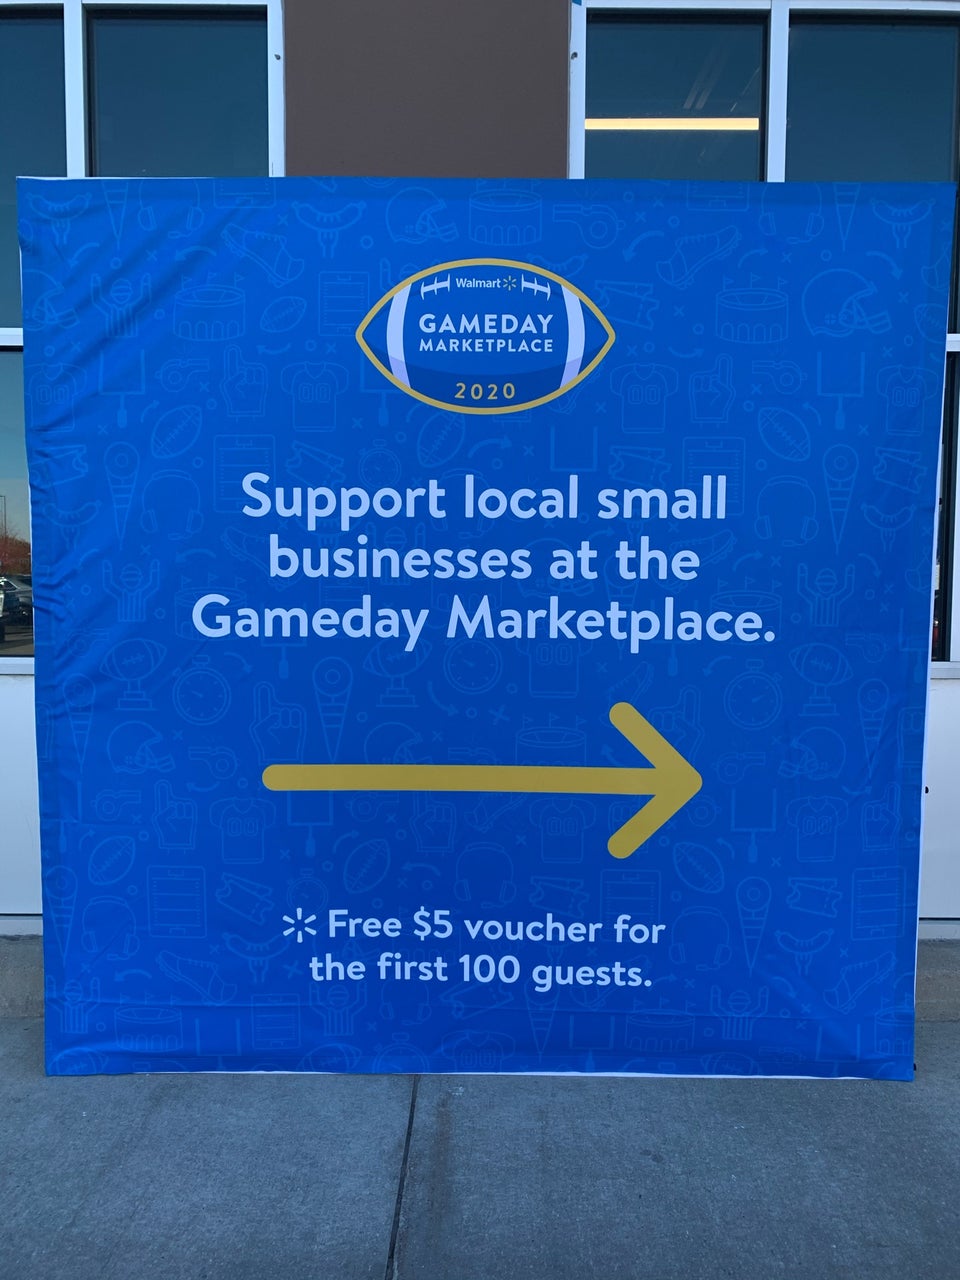 Walmart
GAMEDAY
MARKETPLACE
2020
Support local small
businesses at the
Gameday Marketplace.
Free $5 voucher for
the first 100 guests.